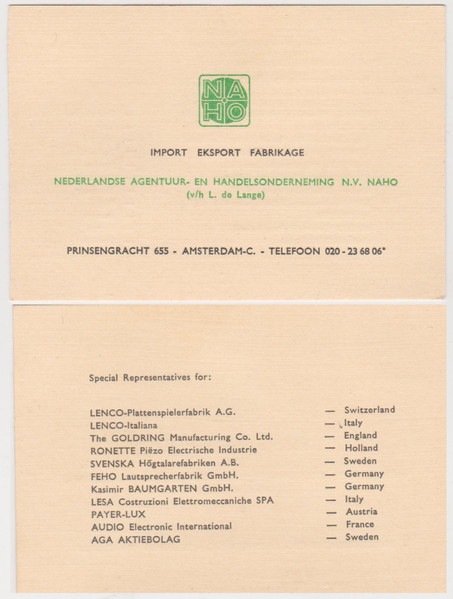 NA
HO
IMPORT EKSPORT FABRIKAGE
NEDERLANDSE AGENTUUR- EN HANDELSONDERNEMING N.V. NAHO
(v/h L. de Lange)
PRINSENGRACHT 655 - AMSTERDAM-C. - TELEFOON 020 - 23 68 06*
Special Representatives for:
LENCO-Plattenspielerfabrik A.G. — Switzerland
LENCO-Italiana — Italy
The GOLDRING Manufacturing Co. Ltd. — England
RONETTE Piëzo Electrische Industrie — Holland
SVENSKA Högtalarefabriken A.B. — Sweden
FEHO Lautsprecherfabrik GmbH. — Germany
Kasimir BAUMGARTEN GmbH. — Germany
LESA Costruzioni Elettromeccaniche SPA — Italy
PAYER-LUX — Austria
AUDIO Electronic International — France
AGA AKTIEBOLAG — Sweden